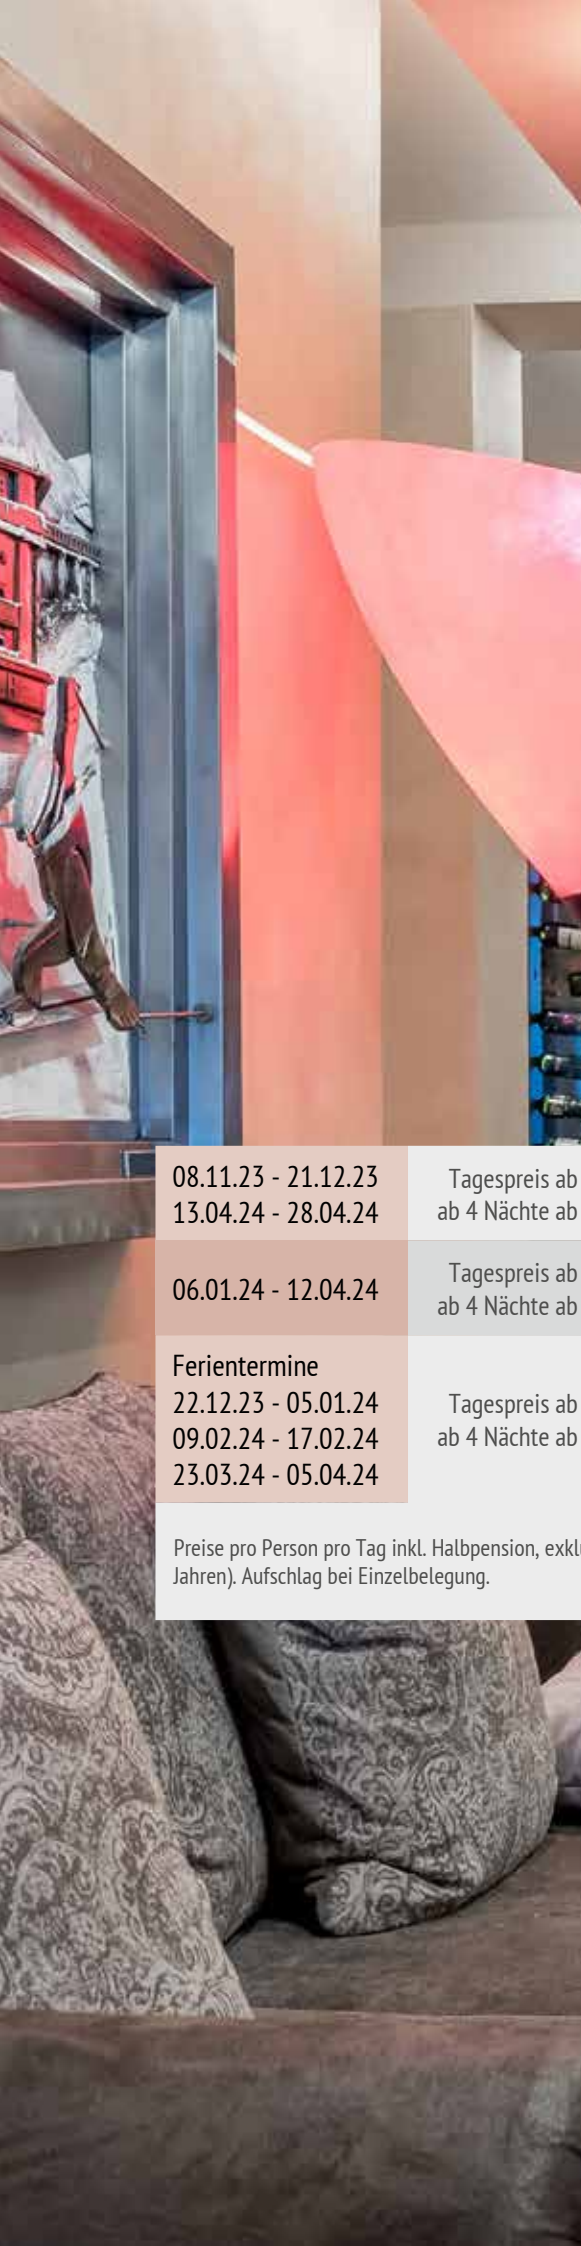 08.11.23 - 21.12.23
13.04.24 - 28.04.24
Tagespreis ab
ab 4 Nächte ab
06.01.24 - 12.04.24
Tagespreis ab
ab 4 Nächte ab
Ferientermine
22.12.23 - 05.01.24
09.02.24 - 17.02.24
23.03.24 - 05.04.24
Tagespreis ab
ab 4 Nächte ab
Preise pro Person pro Tag inkl. Halbpension,
Jahren). Aufschlag bei Einzelbelegung.